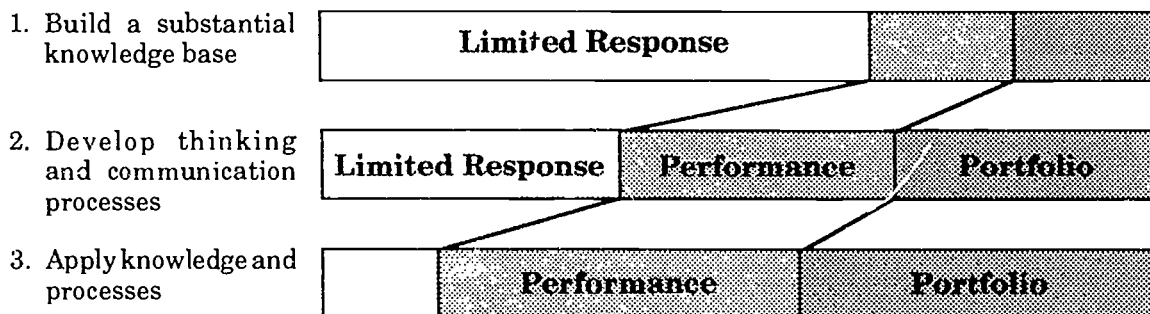 1. Build a substantial
knowledge base
Limited Response
2. Develop thinking
and communication
processes
Limited Response
Performance
Portfolio
3. Apply knowledge and
processes
Performance
Portfolio